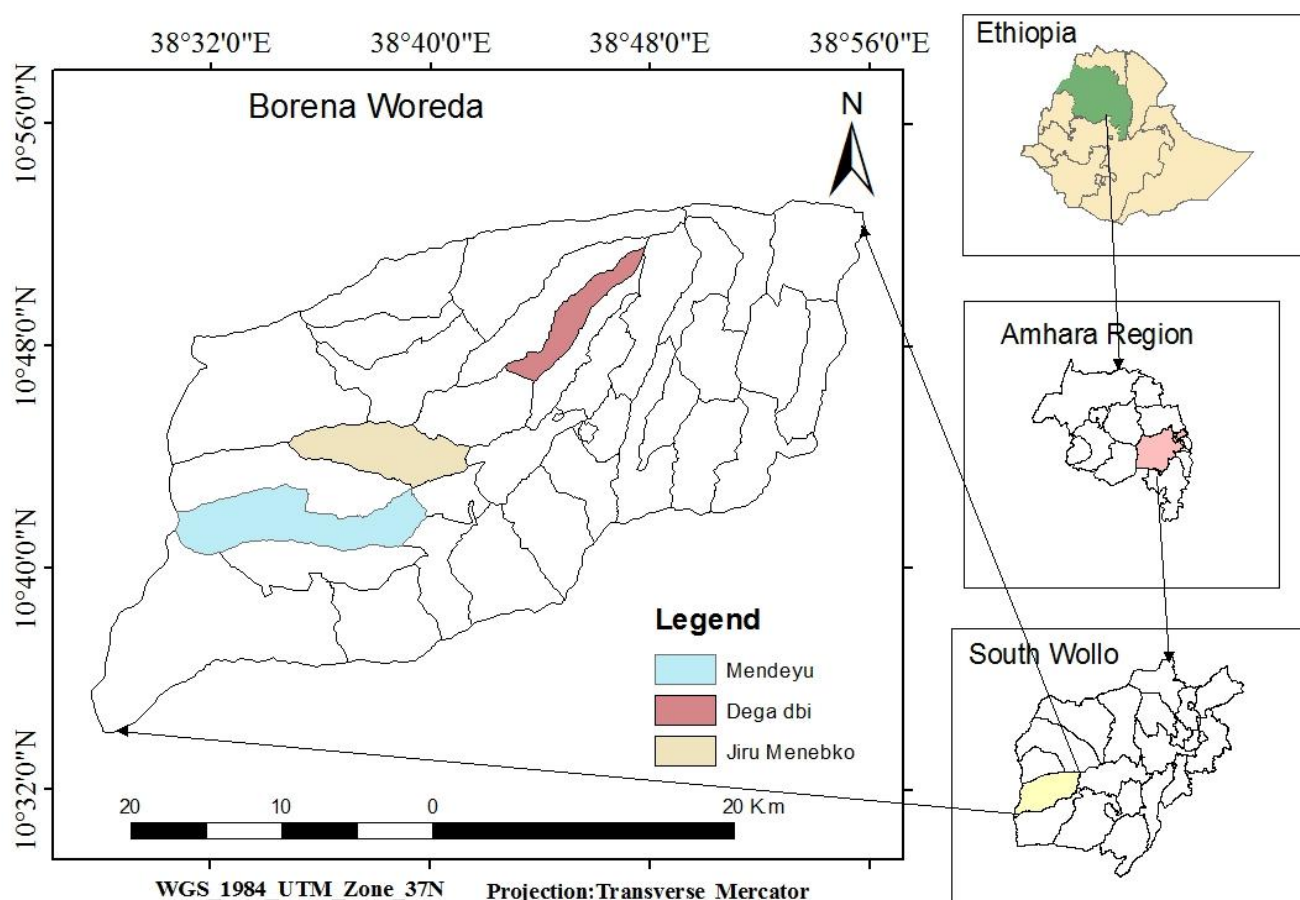 38°32'0"E 38°40'0"E 38°48'0"E 38°56'0"E
Borena Woreda
N
10°56'0"N
10°48'0"N
10°40'0"N
10°32'0"N
Legend
Mendeyu
Dega dbi
Jiru Menebko
20 10 0 20 Km
WGS_1984_UTM_Zone_37N Projection:Transverse_Mercator
Ethiopia
Amhara Region
South Wollo